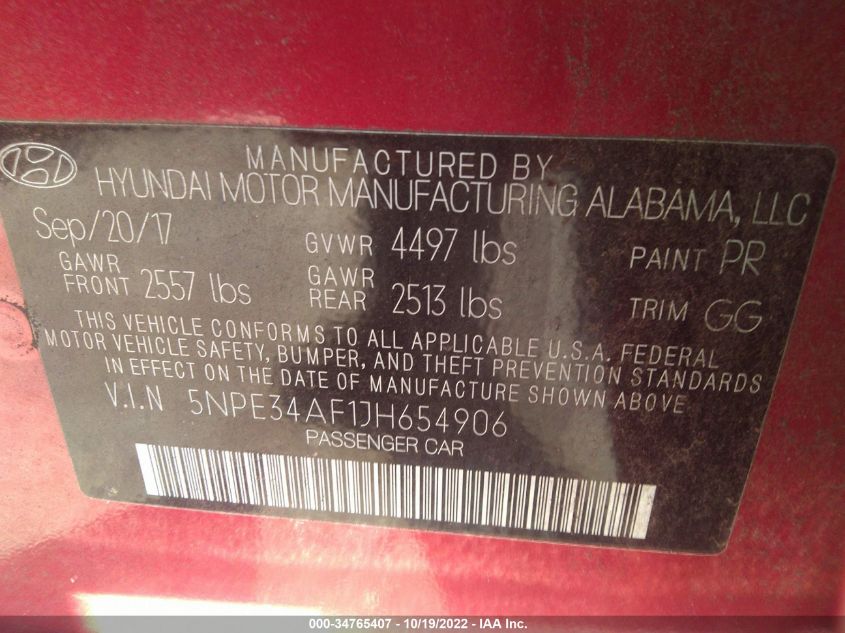 MANUFACTURED BY
HYUNDAI MOTOR MANUFACTURING ALABAMA, LLC
Sep/20/17 GVWR 4497 lbs PAINT PR
GAWR FRONT 2557 lbs GAWR REAR 2513 lbs TRIM GG
THIS VEHICLE CONFORMS TO ALL APPLICABLE U.S.A. FEDERAL
MOTOR VEHICLE SAFETY, BUMPER, AND THEFT PREVENTION STANDARDS
IN EFFECT ON THE DATE OF MANUFACTURE SHOWN ABOVE
V.I.N 5NPE34AF1JH654906
PASSENGER CAR
000-34765407 - 10/19/2022 - IAA Inc.